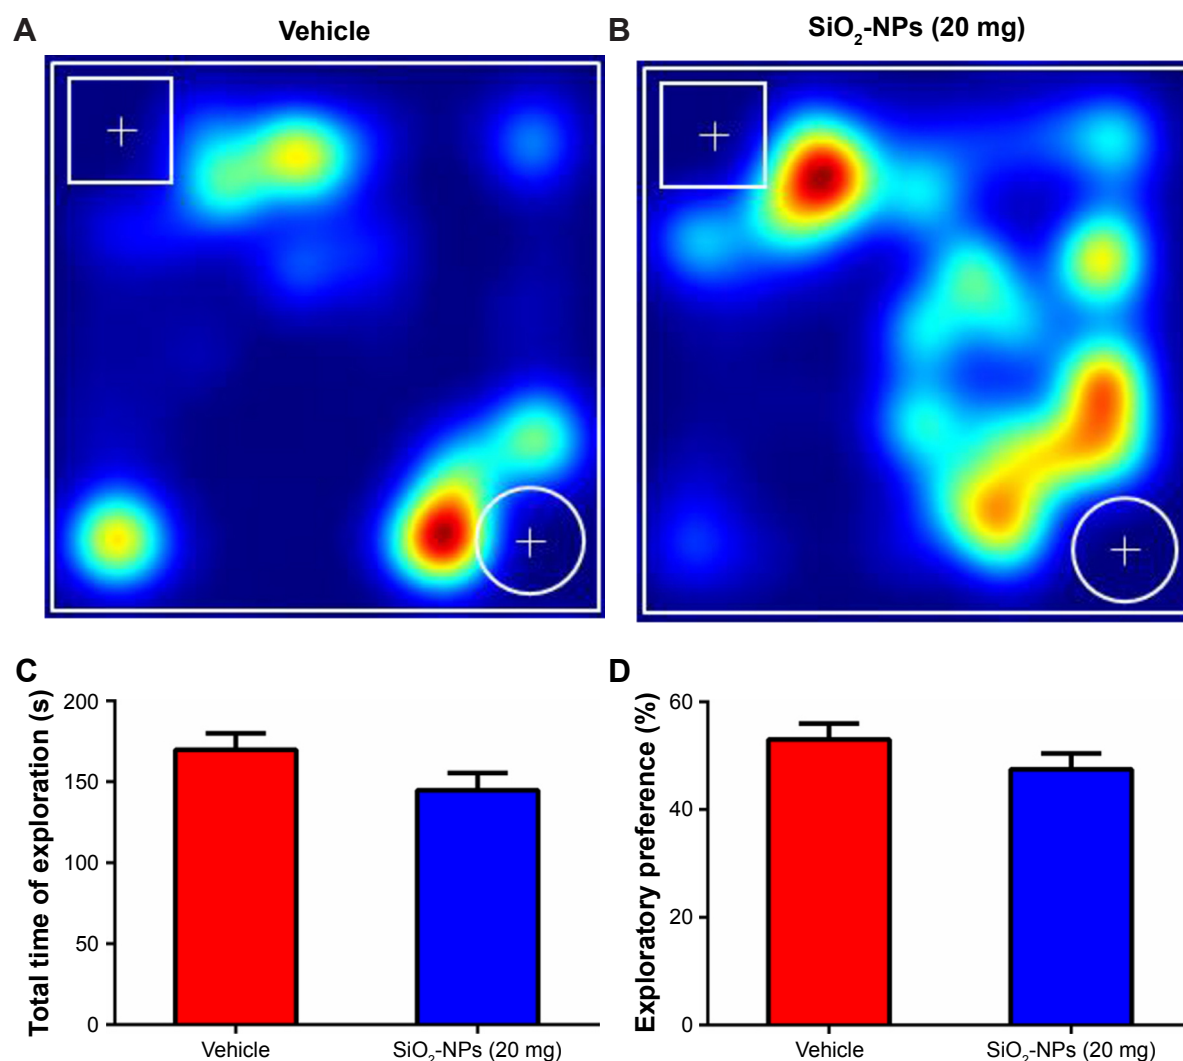 A
Vehicle
B
SiO₂-NPs (20 mg)
C
Total time of exploration (s)
200
150
100
50
0
Vehicle
SiO₂-NPs (20 mg)
D
Exploratory preference (%)
60
40
20
0
Vehicle
SiO₂-NPs (20 mg)